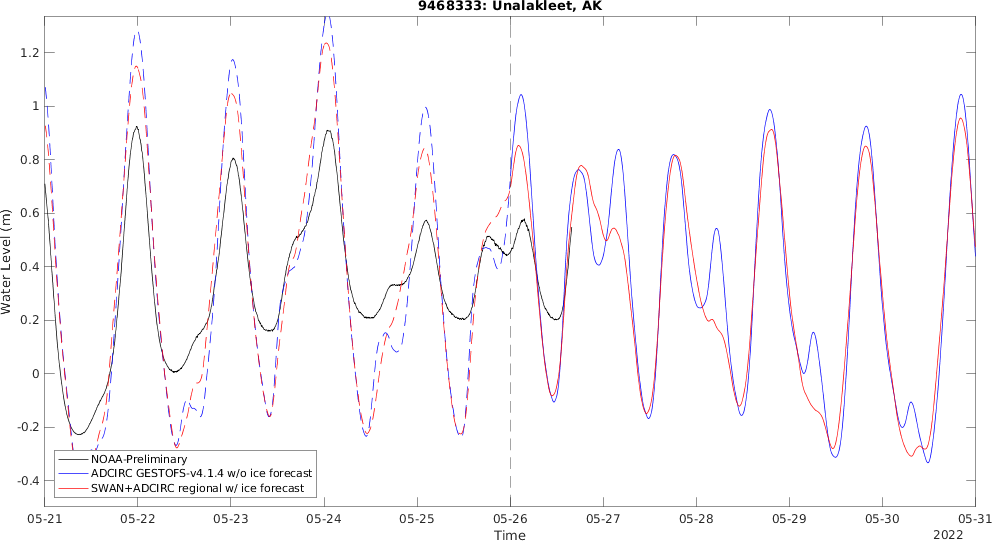 9468333: Unalakleet, AK
Water Level (m)
1.2
1
0.8
0.6
0.4
0.2
0
-0.2
-0.4
NOAA-Preliminary
ADCIRC GESTOFS-v4.1.4 w/o ice forecast
SWAN+ADCIRC regional w/ ice forecast
05-21 05-22 05-23 05-24 05-25 05-26 05-27 05-28 05-29 05-30 05-31
Time
2022